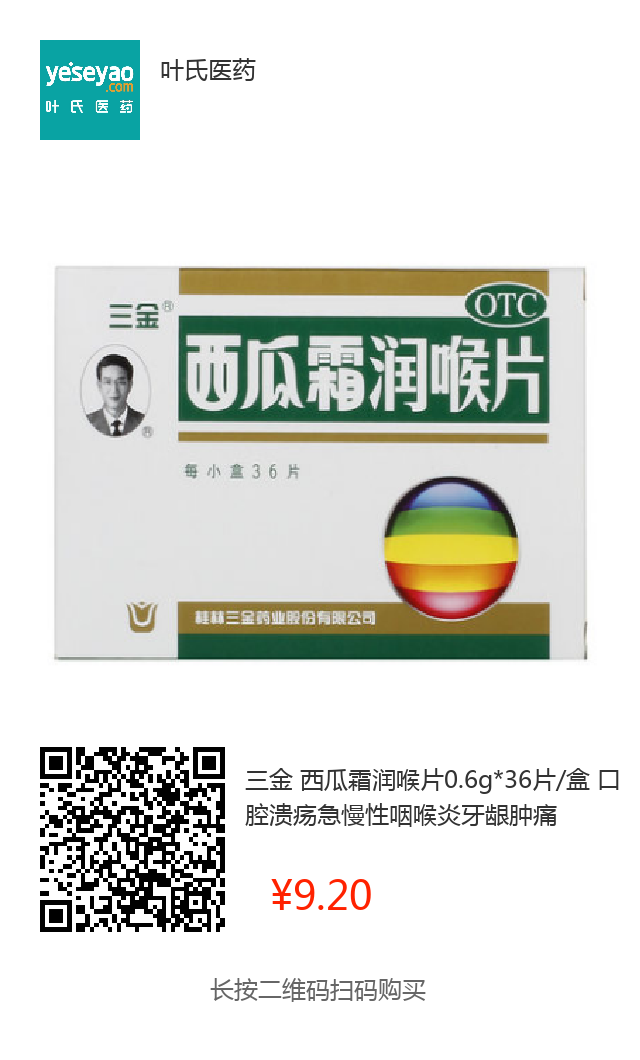 yeseyao
.com
叶氏医药
叶氏医药
三金®
OTC
西瓜霜润喉片
®
每小盒36片
桂林三金药业股份有限公司
三金 西瓜霜润喉片0.6g*36片/盒 口
腔溃疡急慢性咽喉炎牙龈肿痛
¥9.20
长按二维码扫码购买